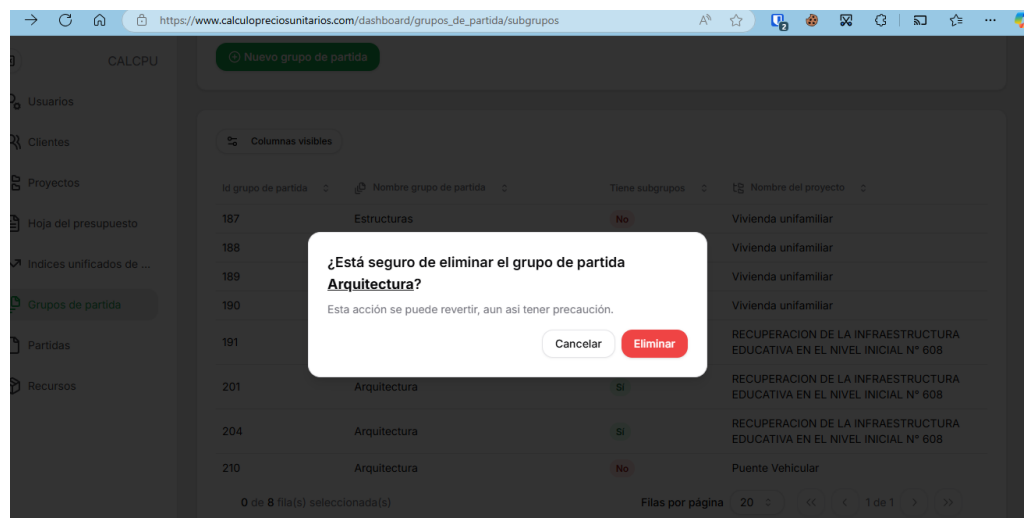 https://www.calculopreciosunitarios.com/dashboard/grupos_de_partida/subgrupos
2
CALCPU
Nuevo grupo de partida
Usuarios
Clientes
Proyectos
Hoja del presupuesto
Indices unificados de ...
Grupos de partida
Partidas
Recursos
Columnas visibles
Id grupo de partida Nombre grupo de partida Tiene subgrupos Nombre del proyecto
187 Estructuras No Vivienda unifamiliar
188 Vivienda unifamiliar
189 Vivienda unifamiliar
190 Vivienda unifamiliar
191 RECUPERACION DE LA INFRAESTRUCTURA
EDUCATIVA EN EL NIVEL INICIAL N° 608
201 Arquitectura Si RECUPERACION DE LA INFRAESTRUCTURA
EDUCATIVA EN EL NIVEL INICIAL N° 608
204 Arquitectura Si RECUPERACION DE LA INFRAESTRUCTURA
EDUCATIVA EN EL NIVEL INICIAL N° 608
210 Arquitectura No Puente Vehicular
0 de 8 fila(s) seleccionada(s) Filas por página 20 << < 1 de 1 > >>
¿Está seguro de eliminar el grupo de partida
Arquitectura?
Esta acción se puede revertir, aun asi tener precaución.
Cancelar Eliminar